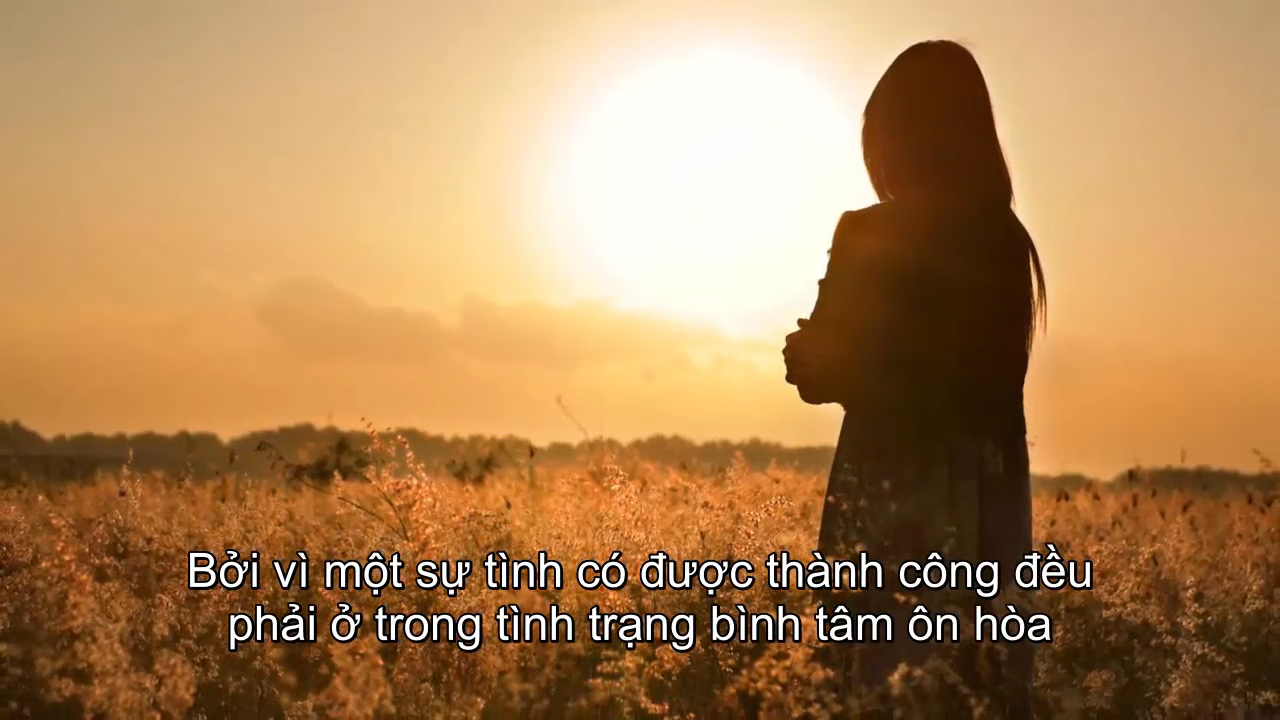 Bởi vì một sự tình có được thành công đều
phải ở trong tình trạng bình tâm ôn hòa